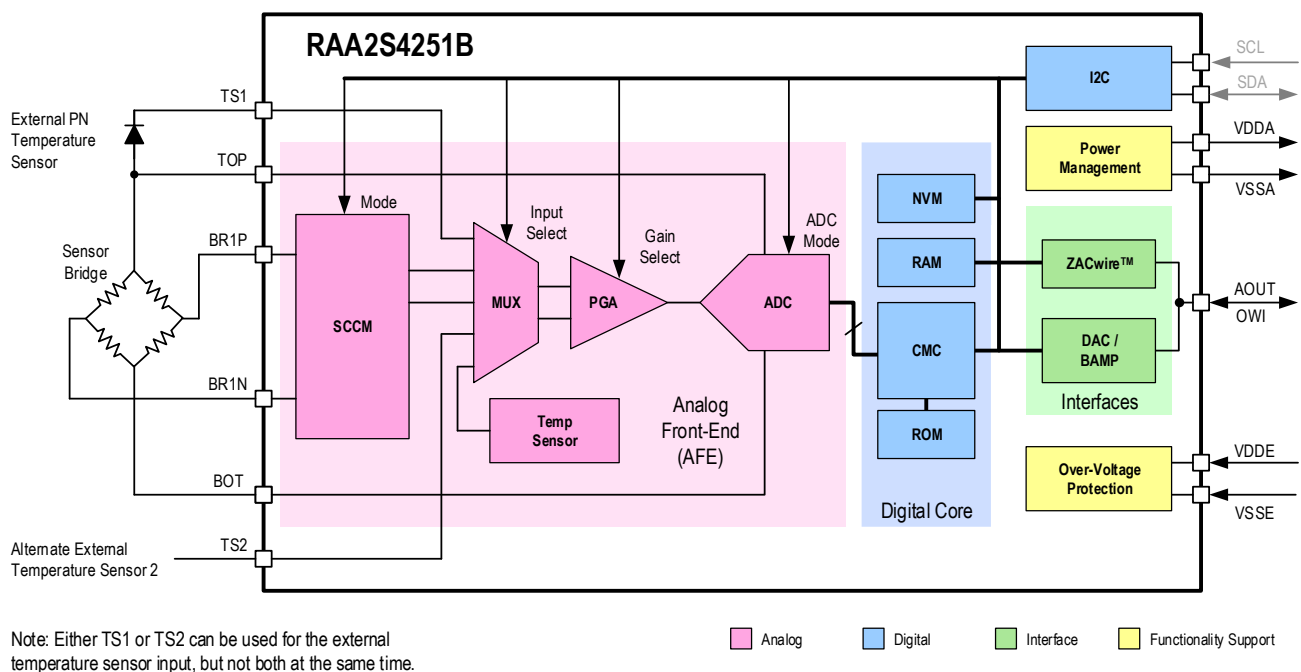 RAA2S4251B
SCL
I2C
SDA
TS1
External PN
Temperature
Sensor
VDDA
Power
Management
VSSA
TOP
Mode
Input
Select
Gain
Select
ADC
Mode
NVM
BR1P
Sensor
Bridge
RAM
ZACwire™
SCCM
MUX
PGA
ADC
CMC
AOUT
OWI
DAC /
BAMP
BR1N
Interfaces
Temp
Sensor
Analog
Front-End
(AFE)
ROM
VDDE
Over-Voltage
Protection
VSSE
BOT
Digital Core
TS2
Alternate External
Temperature Sensor 2
Note: Either TS1 or TS2 can be used for the external
temperature sensor input, but not both at the same time.
Analog
Digital
Interface
Functionality Support